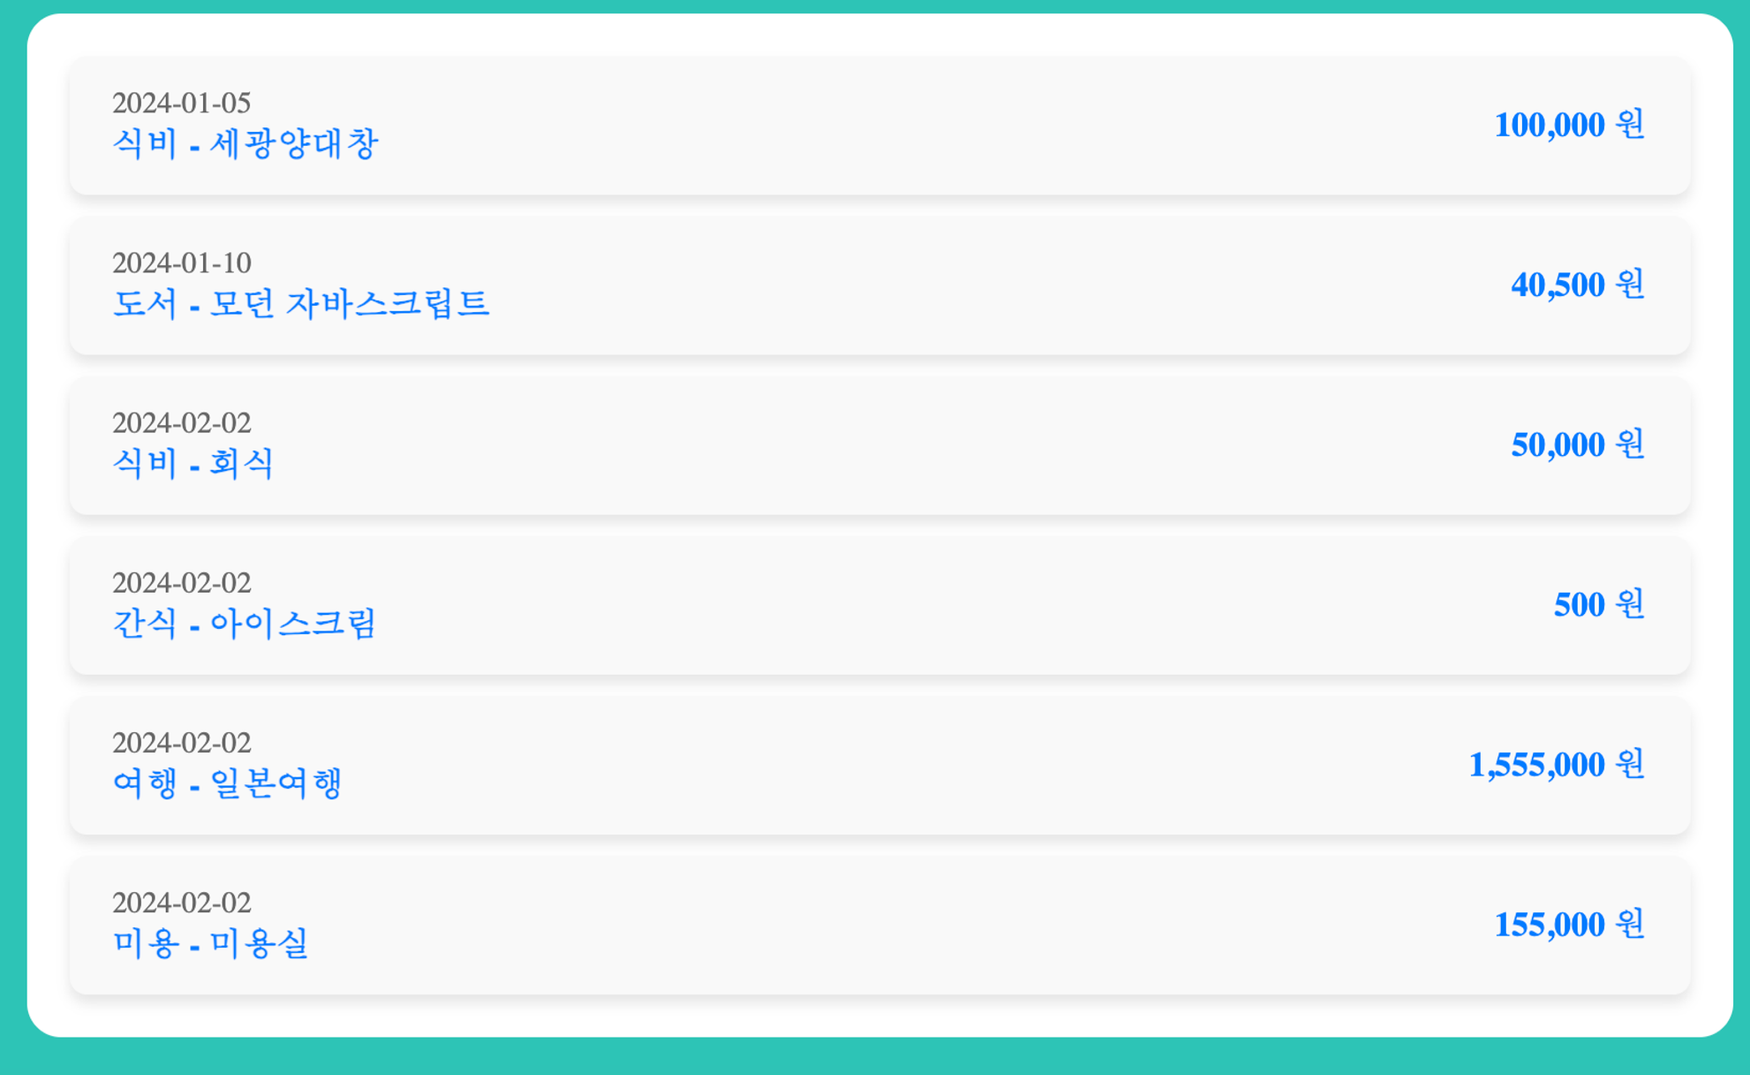 2024-01-05
식비 - 세광양대창
100,000 원
2024-01-10
도서 - 모던 자바스크립트
40,500 원
2024-02-02
식비 - 회식
50,000 원
2024-02-02
간식 - 아이스크림
500 원
2024-02-02
여행 - 일본여행
1,555,000 원
2024-02-02
미용 - 미용실
155,000 원